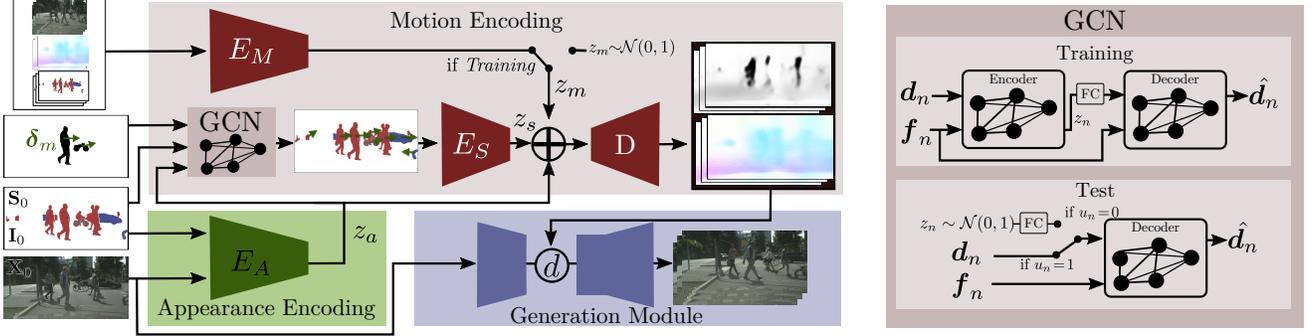 Motion Encoding
E_M
if Training
z_m∼𝒩(0,1)
z_m
δ_m
GCN
z_s
E_S
D
S_0
I_0
X_0
E_A
z_a
Appearance Encoding
d
Generation Module
GCN
Training
d_n
f_n
Encoder
FC
z_n
Decoder
d̂_n
Test
z_n ∼ 𝒩(0,1)
FC
if u_n=0
d_n
if u_n=1
f_n
Decoder
d̂_n